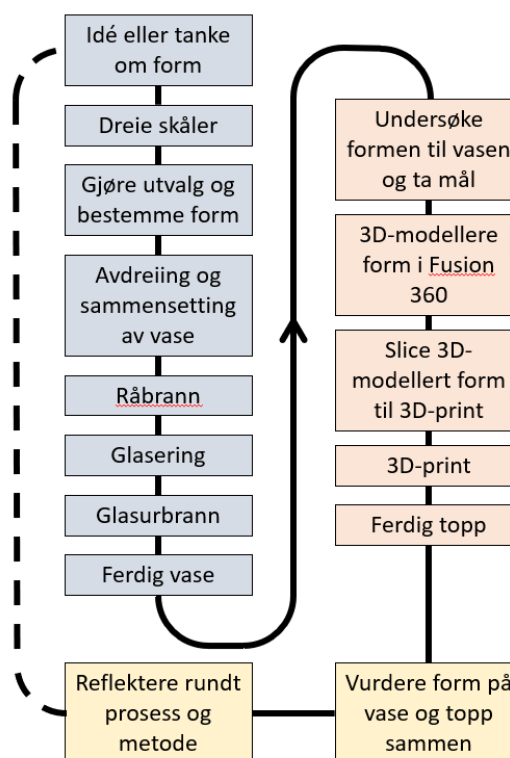 Idé eller tanke
om form
Dreie skåler
Gjøre utvalg og
bestemme form
Avdreiing og
sammensetting
av vase
Råbrann
Glasering
Glasurbrann
Ferdig vase
Undersøke
formen til vasen
og ta mål
3D-modellere
form i Fusion
360
Slice 3D-
modellert form
til 3D-print
3D-print
Ferdig topp
Vurdere form på
vase og topp
sammen
Reflektere rundt
prosess og
metode